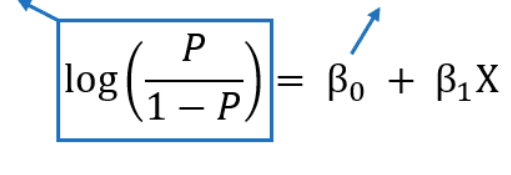 log(P/(1 − P)) = β₀ + β₁X